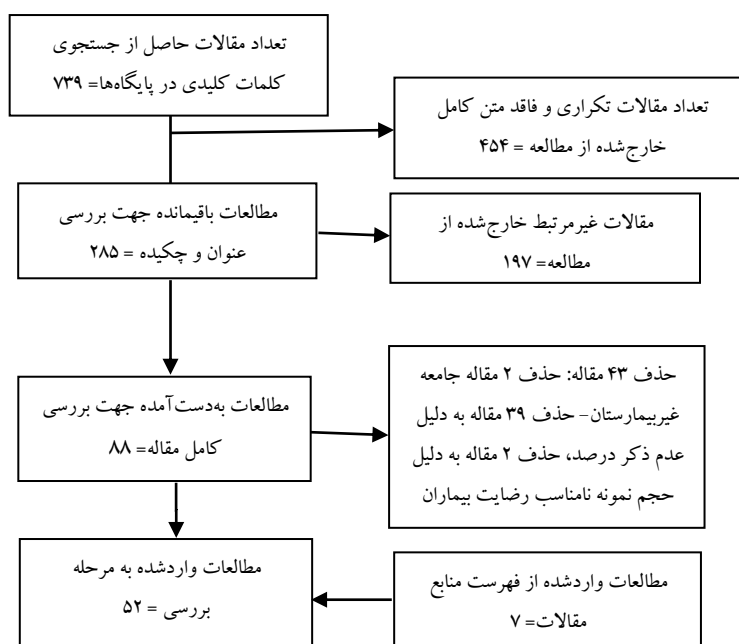 تعداد مقالات حاصل از جستجوی
کلمات کلیدی در پایگاه‌ها= ۷۳۹
تعداد مقالات تکراری و فاقد متن کامل
خارج‌شده از مطالعه = ۴۵۴
مطالعات باقیمانده جهت بررسی
عنوان و چکیده = ۲۸۵
مقالات غیرمرتبط خارج‌شده از
مطالعه= ۱۹۷
مطالعات به‌دست‌آمده جهت بررسی
کامل مقاله= ۸۸
حذف ۴۳ مقاله: حذف ۲ مقاله جامعه
غیربیمارستان- حذف ۳۹ مقاله به دلیل
عدم ذکر درصد، حذف ۲ مقاله به دلیل
حجم نمونه نامناسب رضایت بیماران
مطالعات واردشده به مرحله
بررسی = ۵۲
مطالعات واردشده از فهرست منابع
مقالات= ۷